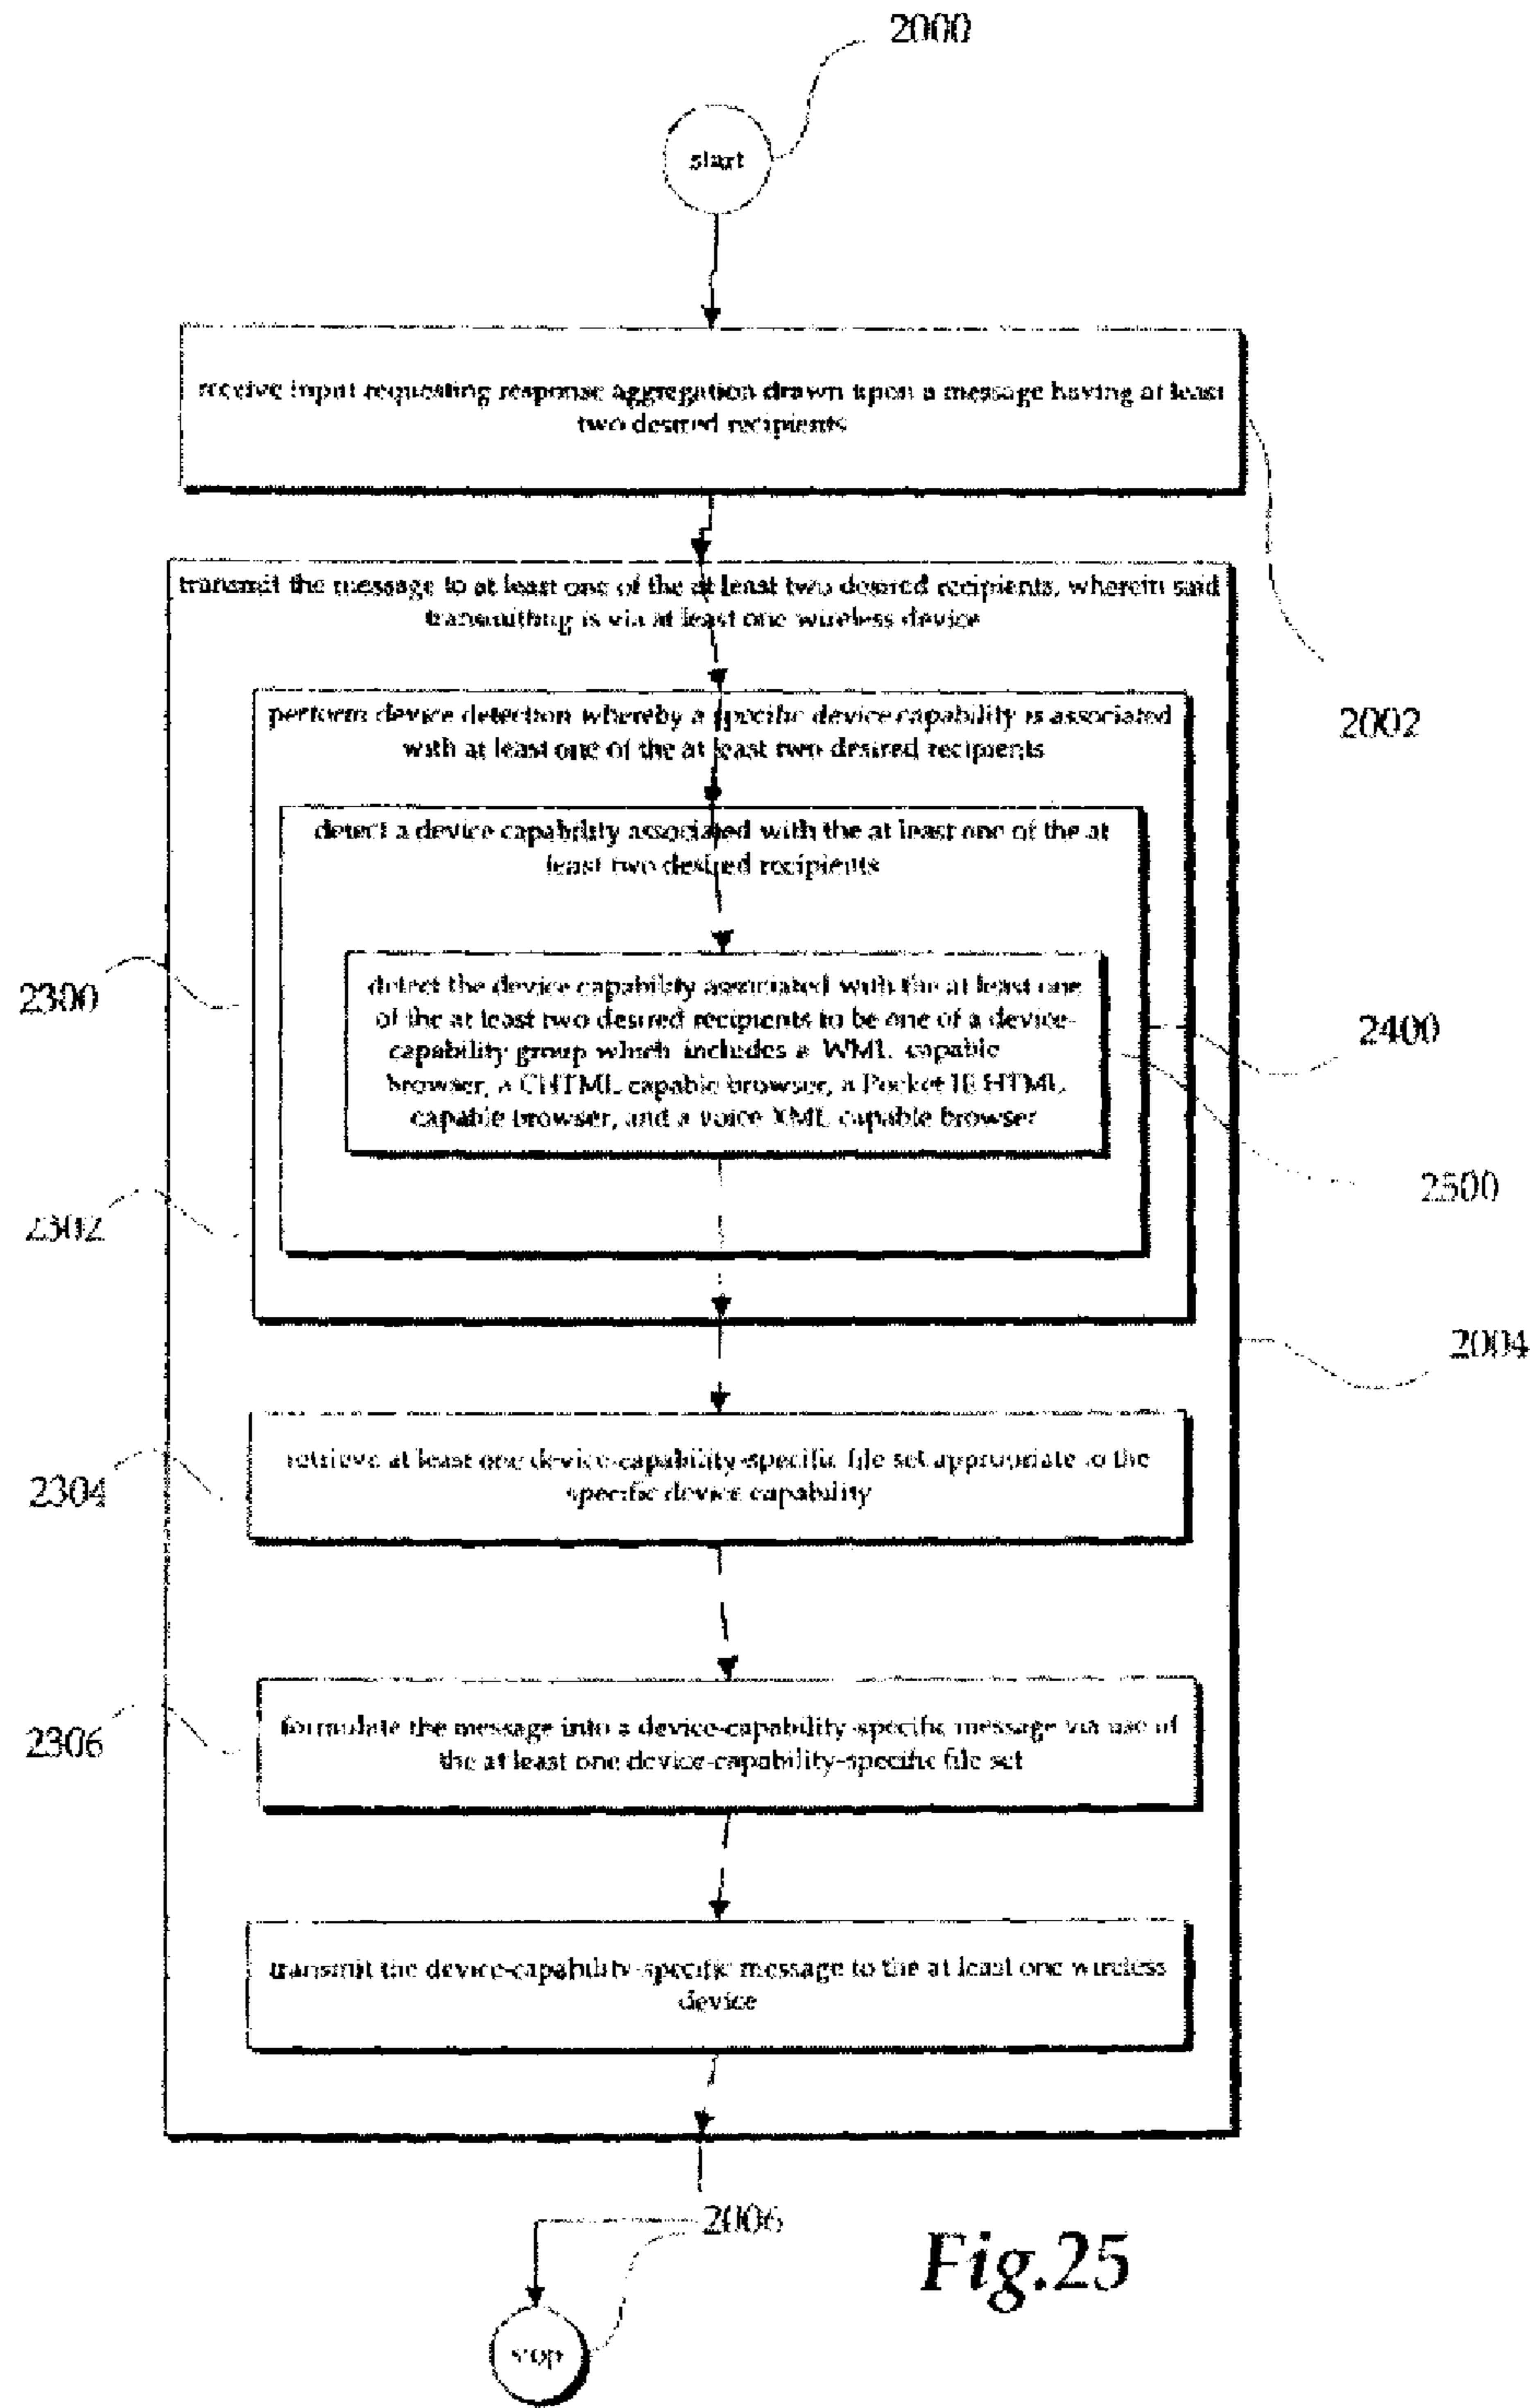 2000
start
receive input requesting response aggregation drawn upon a message having at least
two desired recipients
transmit the message to at least one of the at least two desired recipients, wherein said
transmitting is via at least one wireless device
2002
perform device detection whereby a specific device capability is associated
with at least one of the at least two desired recipients
detect a device capability associated with the at least one of the at
least two desired recipients
2300
detect the device capability associated with the at least one
of the at least two desired recipients to be one of a device-
capability group which includes a WML capable
browser, a CHTML capable browser, a Pocket IE HTML
capable browser, and a voice XML capable browser
2400
2500
2302
2004
retrieve at least one device-capability-specific file set appropriate to the
specific device capability
2304
formulate the message into a device-capability-specific message via use of
the at least one device-capability-specific file set
2306
transmit the device-capability-specific message to the at least one wireless
device
2006
Fig.25
stop